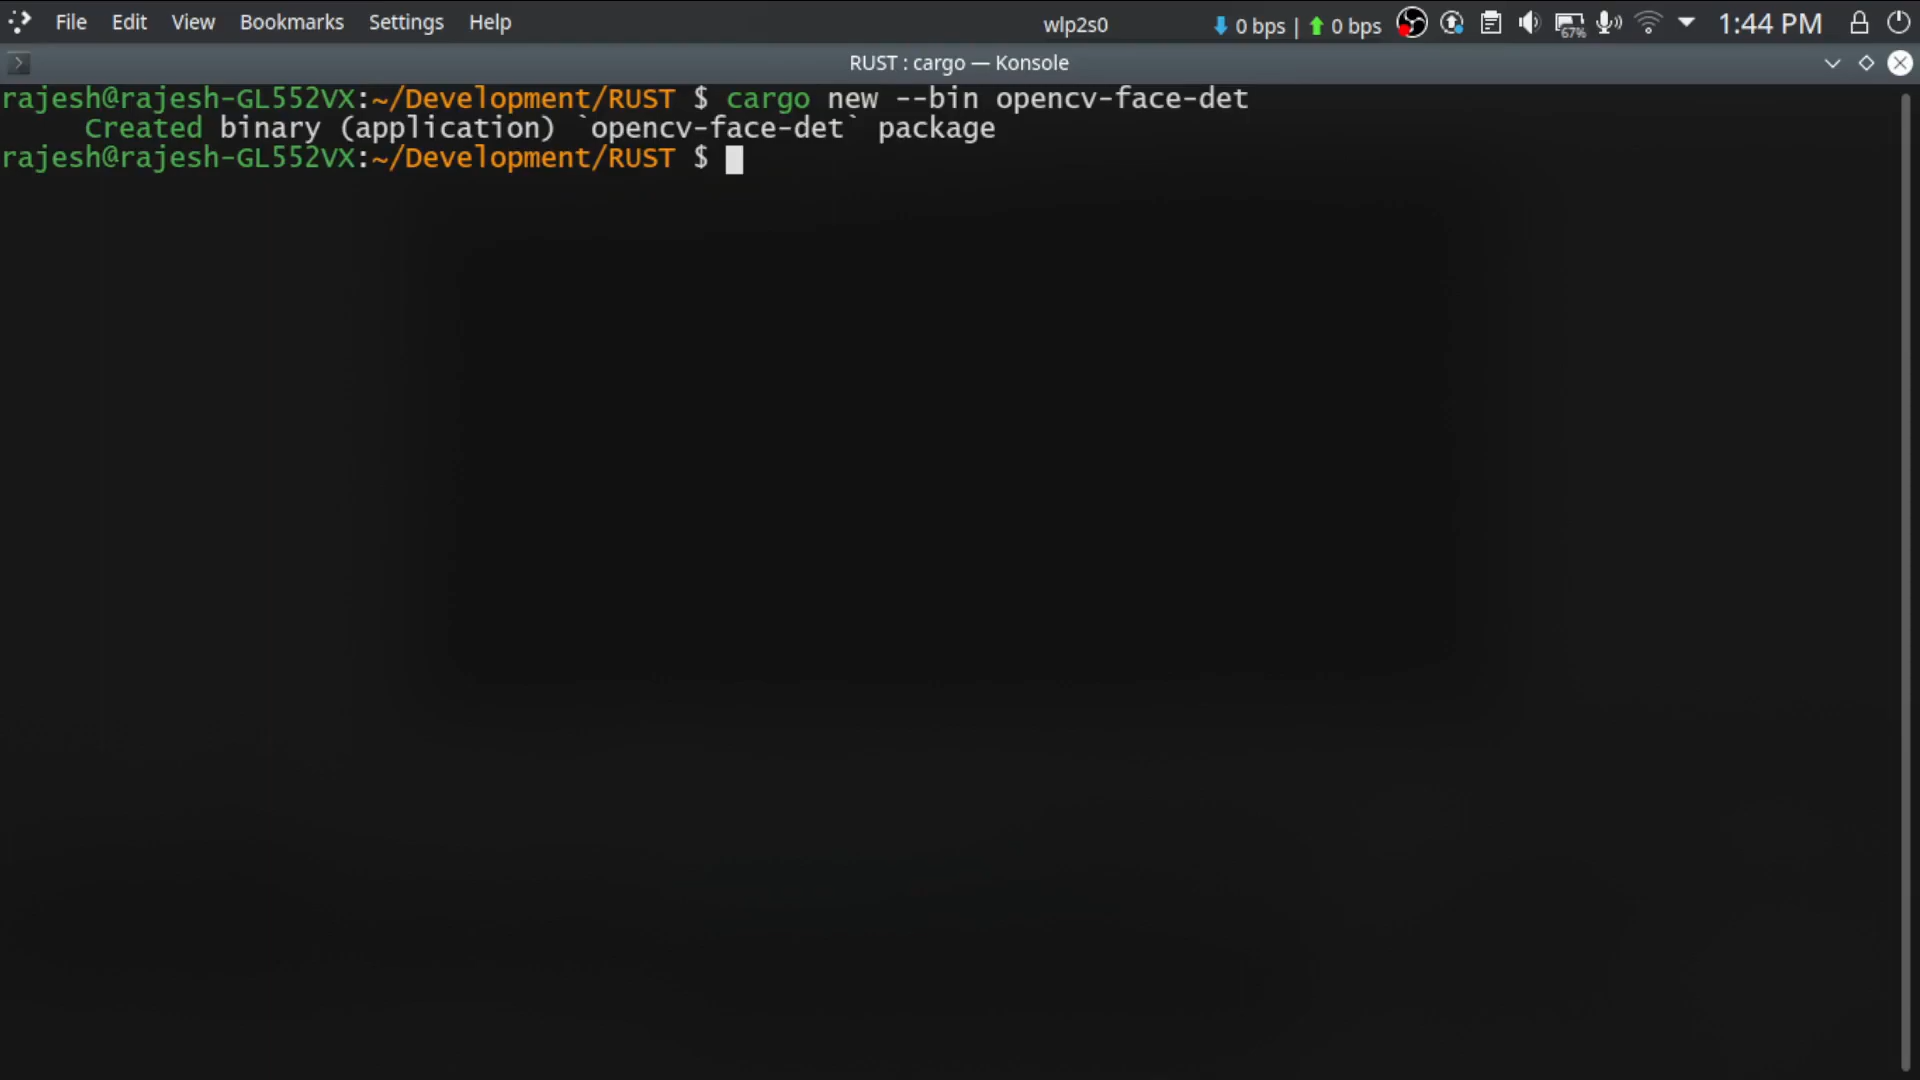 File Edit View Bookmarks Settings Help wlp2s0 0 bps | 0 bps 67% 1:44 PM
RUST : cargo — Konsole
rajesh@rajesh-GL552VX:~/Development/RUST $ cargo new --bin opencv-face-det
Created binary (application) `opencv-face-det` package
rajesh@rajesh-GL552VX:~/Development/RUST $